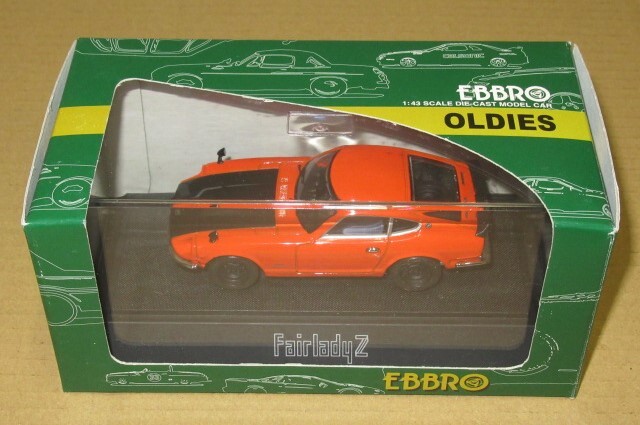 EBBRO
1:43 SCALE DIE-CAST MODEL CAR
OLDIES
Fairlady Z
EBBRO